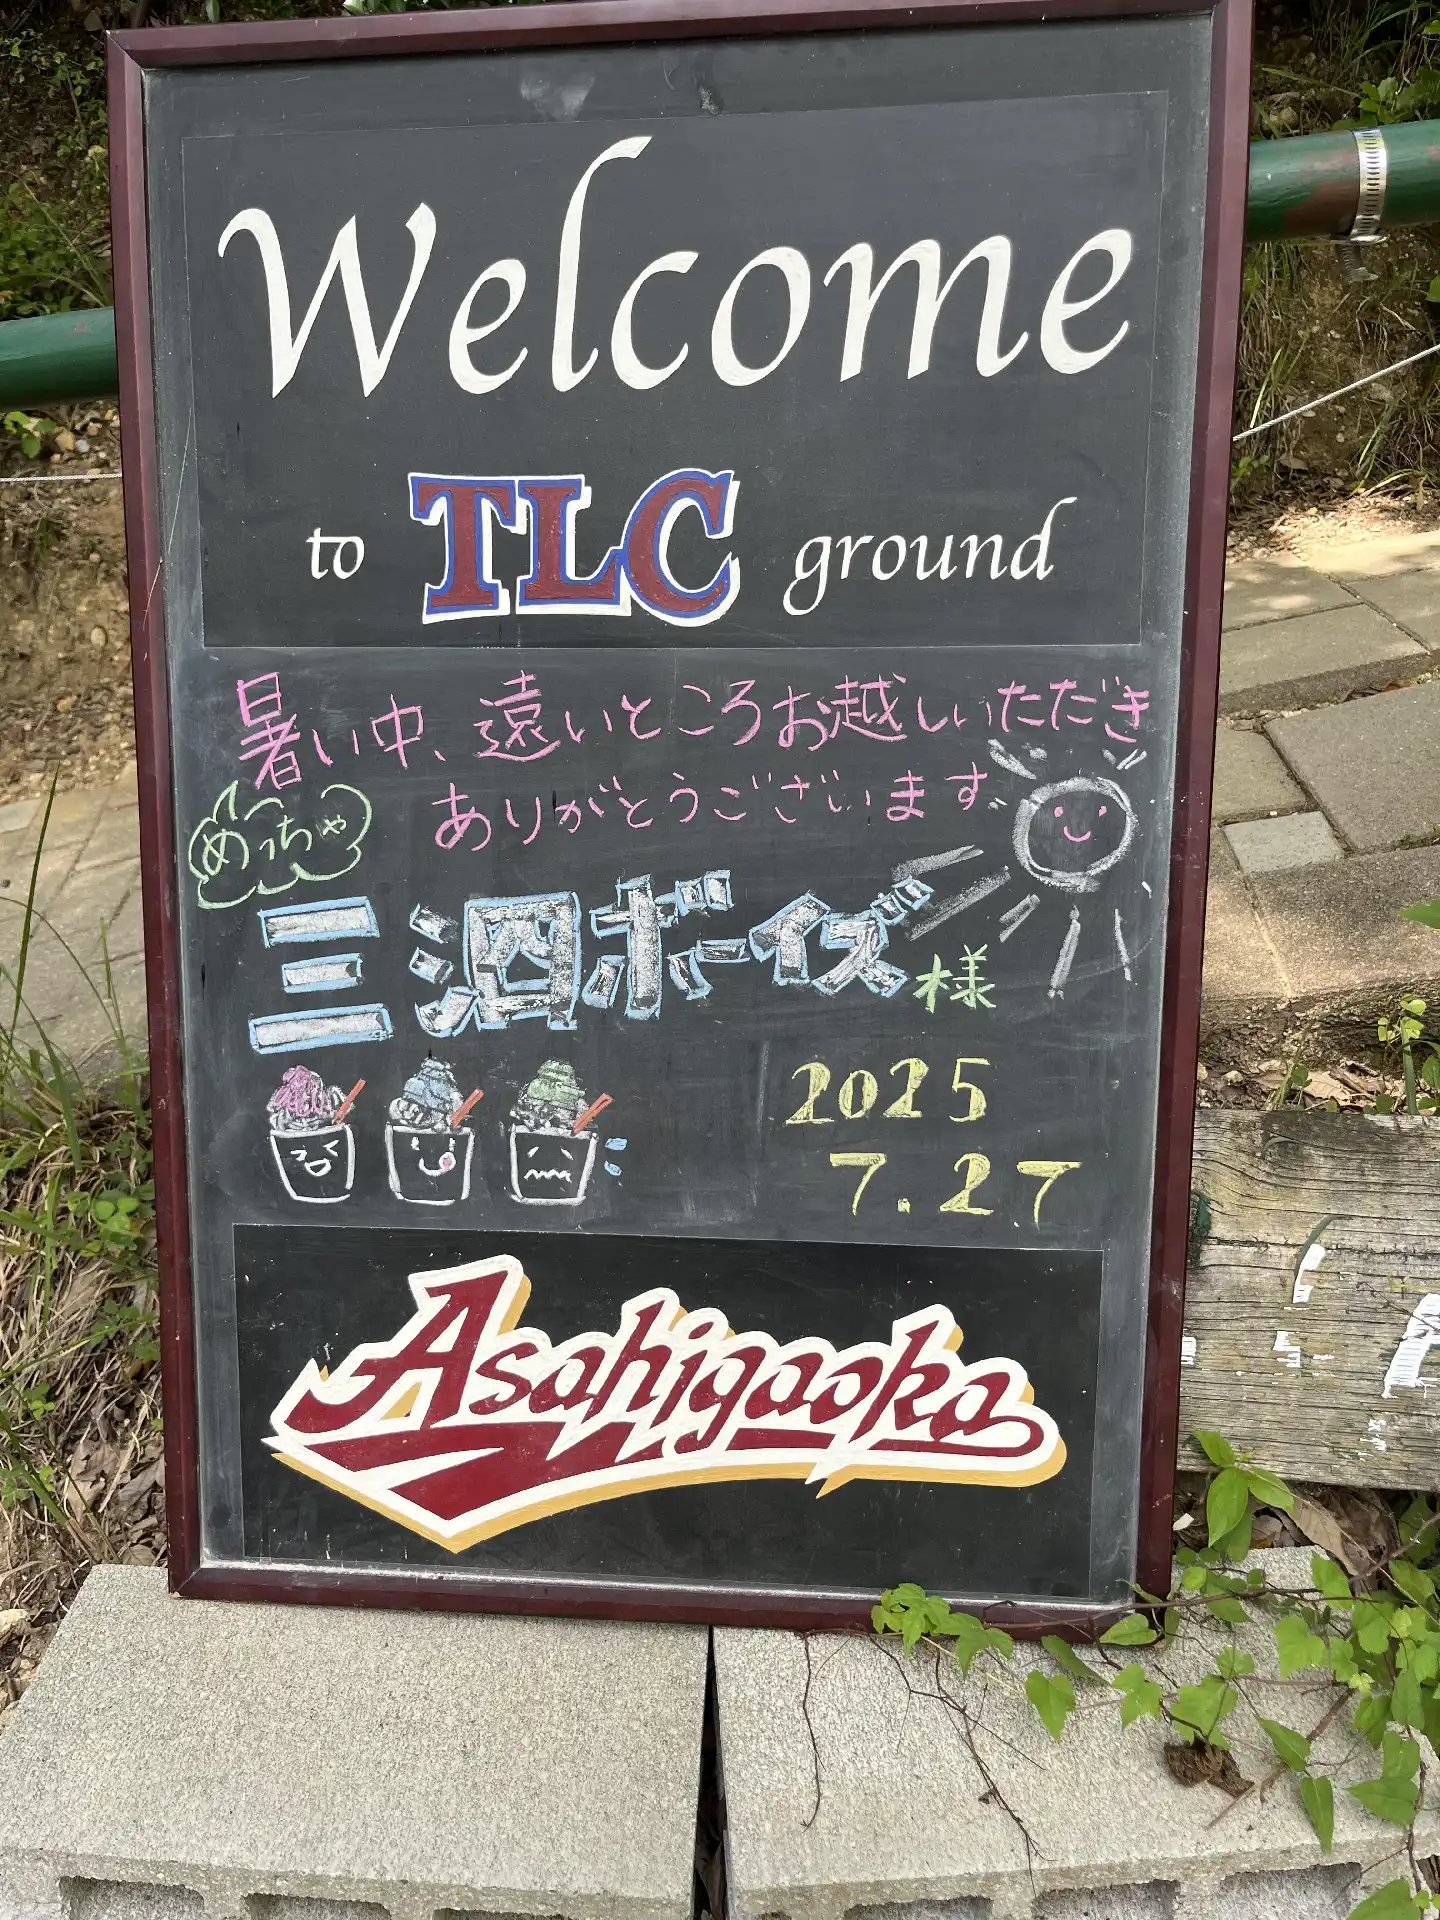 Welcome
to TLC ground
暑い中、遠いところお越しいただき
ありがとうございます
めっちゃ
三泗ボーイズ様
2025
7.27
Asahigaoka